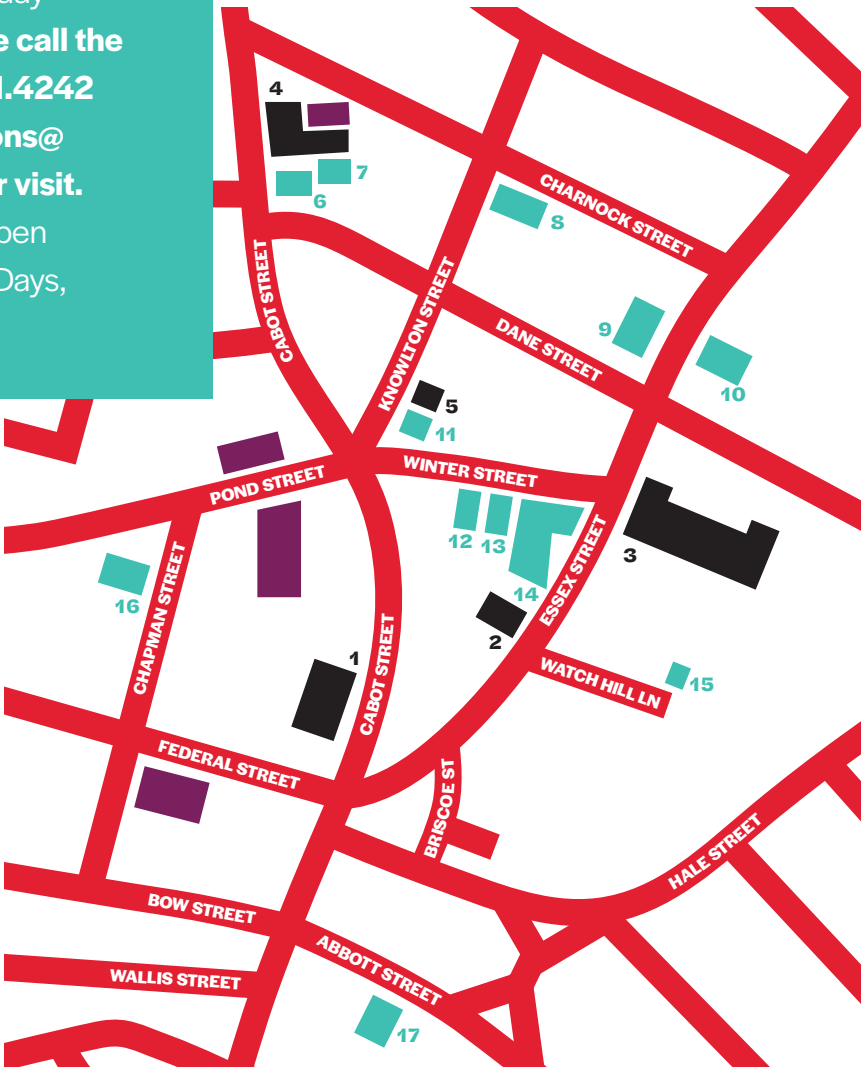 e call the
.4242
ons@
r visit.
pen
Days,
4
7
6
CHARNOCK STREET
8
CABOT STREET
KNOWLTON STREET
9
DANE STREET
10
5
11
WINTER STREET
POND STREET
12
13
14
ESSEX STREET
3
16
CHAPMAN STREET
2
1
CABOT STREET
WATCH HILL LN
15
FEDERAL STREET
BRISCOE ST
HALE STREET
BOW STREET
ABBOTT STREET
WALLIS STREET
17